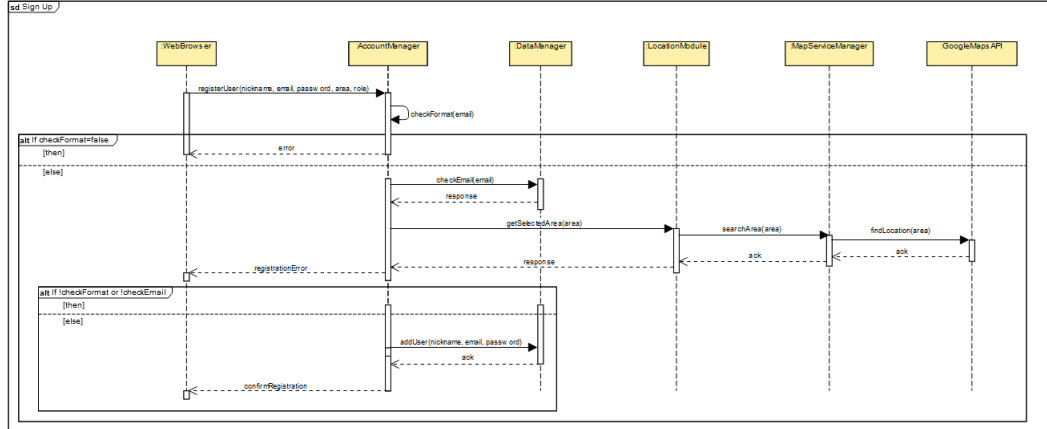 sd Sign Up
:WebBrowser
:AccountManager
:DataManager
:LocationModule
:MapServiceManager
:GoogleMapsAPI
registerUser(nickname, email, password, area, role)
checkFormat(email)
alt If checkFormat=false
[then]
error
[else]
checkEmail(email)
response
getSelectedArea(area)
searchArea(area)
findLocation(area)
ack
ack
response
registrationError
alt If !checkFormat or !checkEmail
[then]
[else]
addUser(nickname, email, password)
ack
confirmRegistration